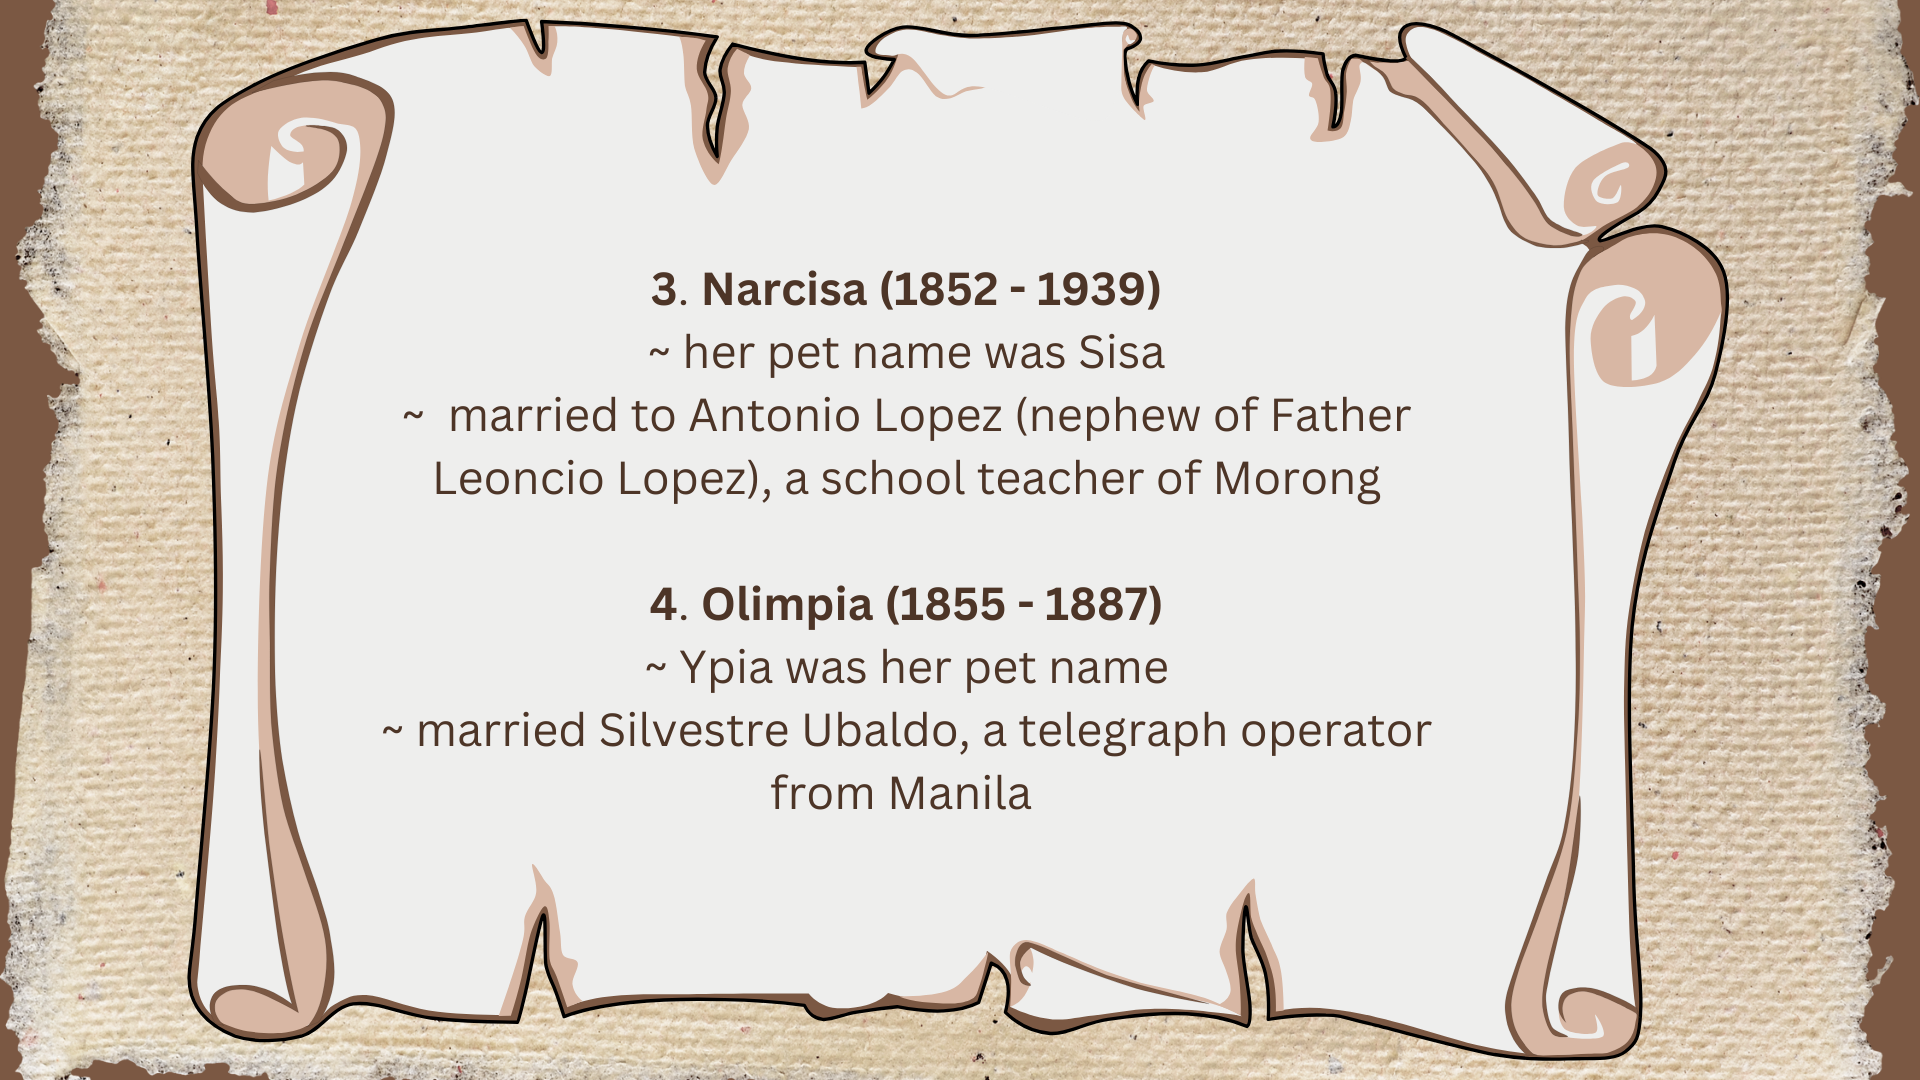 3. Narcisa (1852 - 1939)
~ her pet name was Sisa
~ married to Antonio Lopez (nephew of Father
Leoncio Lopez), a school teacher of Morong
4. Olimpia (1855 - 1887)
~ Ypia was her pet name
~ married Silvestre Ubaldo, a telegraph operator
from Manila